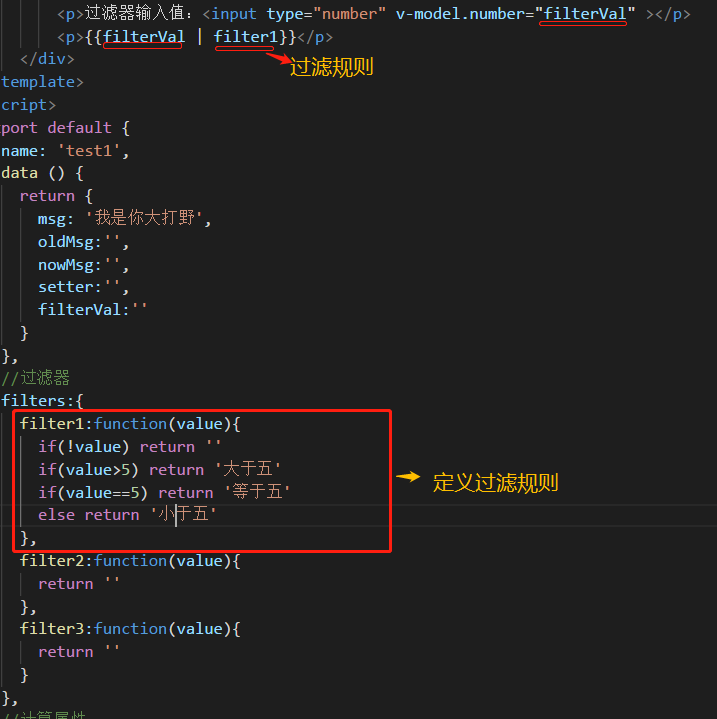 <p>过滤器输入值：<input type="number" v-model.number="filterVal" ></p>
<p>{{filterVal | filter1}}</p>
过滤规则
</div>
template>
cript>
port default {
name: 'test1',
data () {
return {
msg: '我是你大打野',
oldMsg:'',
nowMsg:'',
setter:'',
filterVal:''
}
},
//过滤器
filters:{
filter1:function(value){
if(!value) return ''
if(value>5) return '大于五'
定义过滤规则
if(value==5) return '等于五'
else return '小于五'
},
filter2:function(value){
return ''
},
filter3:function(value){
return ''
}
},
//计算属性